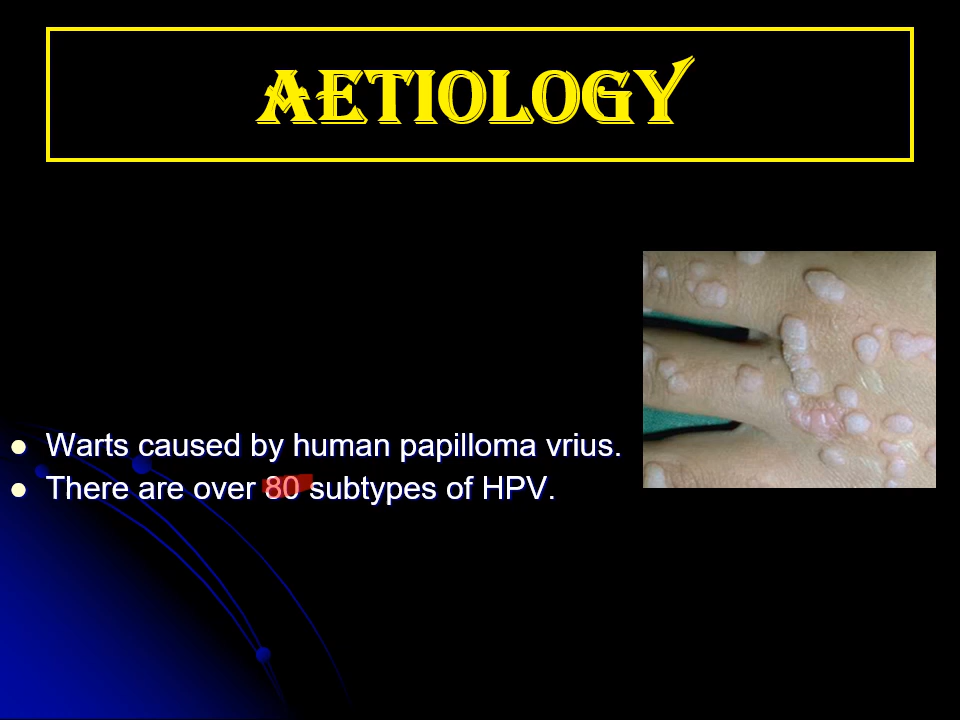 AETIOLOGY
Warts caused by human papilloma vrius.
There are over 80 subtypes of HPV.